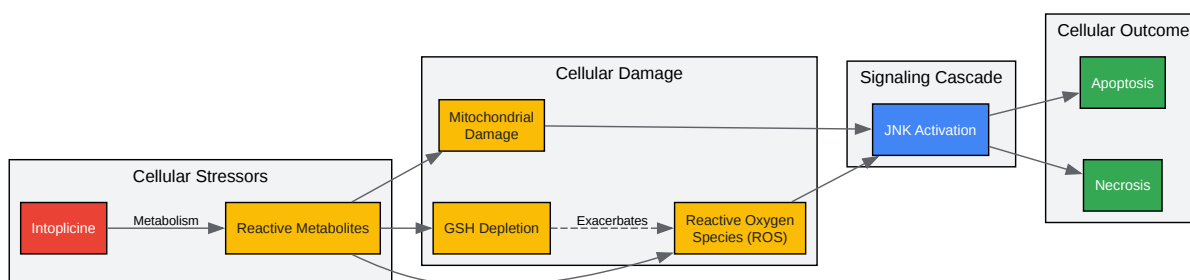 Cellular Stressors
Intoplicine
Metabolism
Reactive Metabolites
Cellular Damage
Mitochondrial
Damage
GSH Depletion
Exacerbates
Reactive Oxygen
Species (ROS)
Signaling Cascade
JNK Activation
Cellular Outcome
Apoptosis
Necrosis